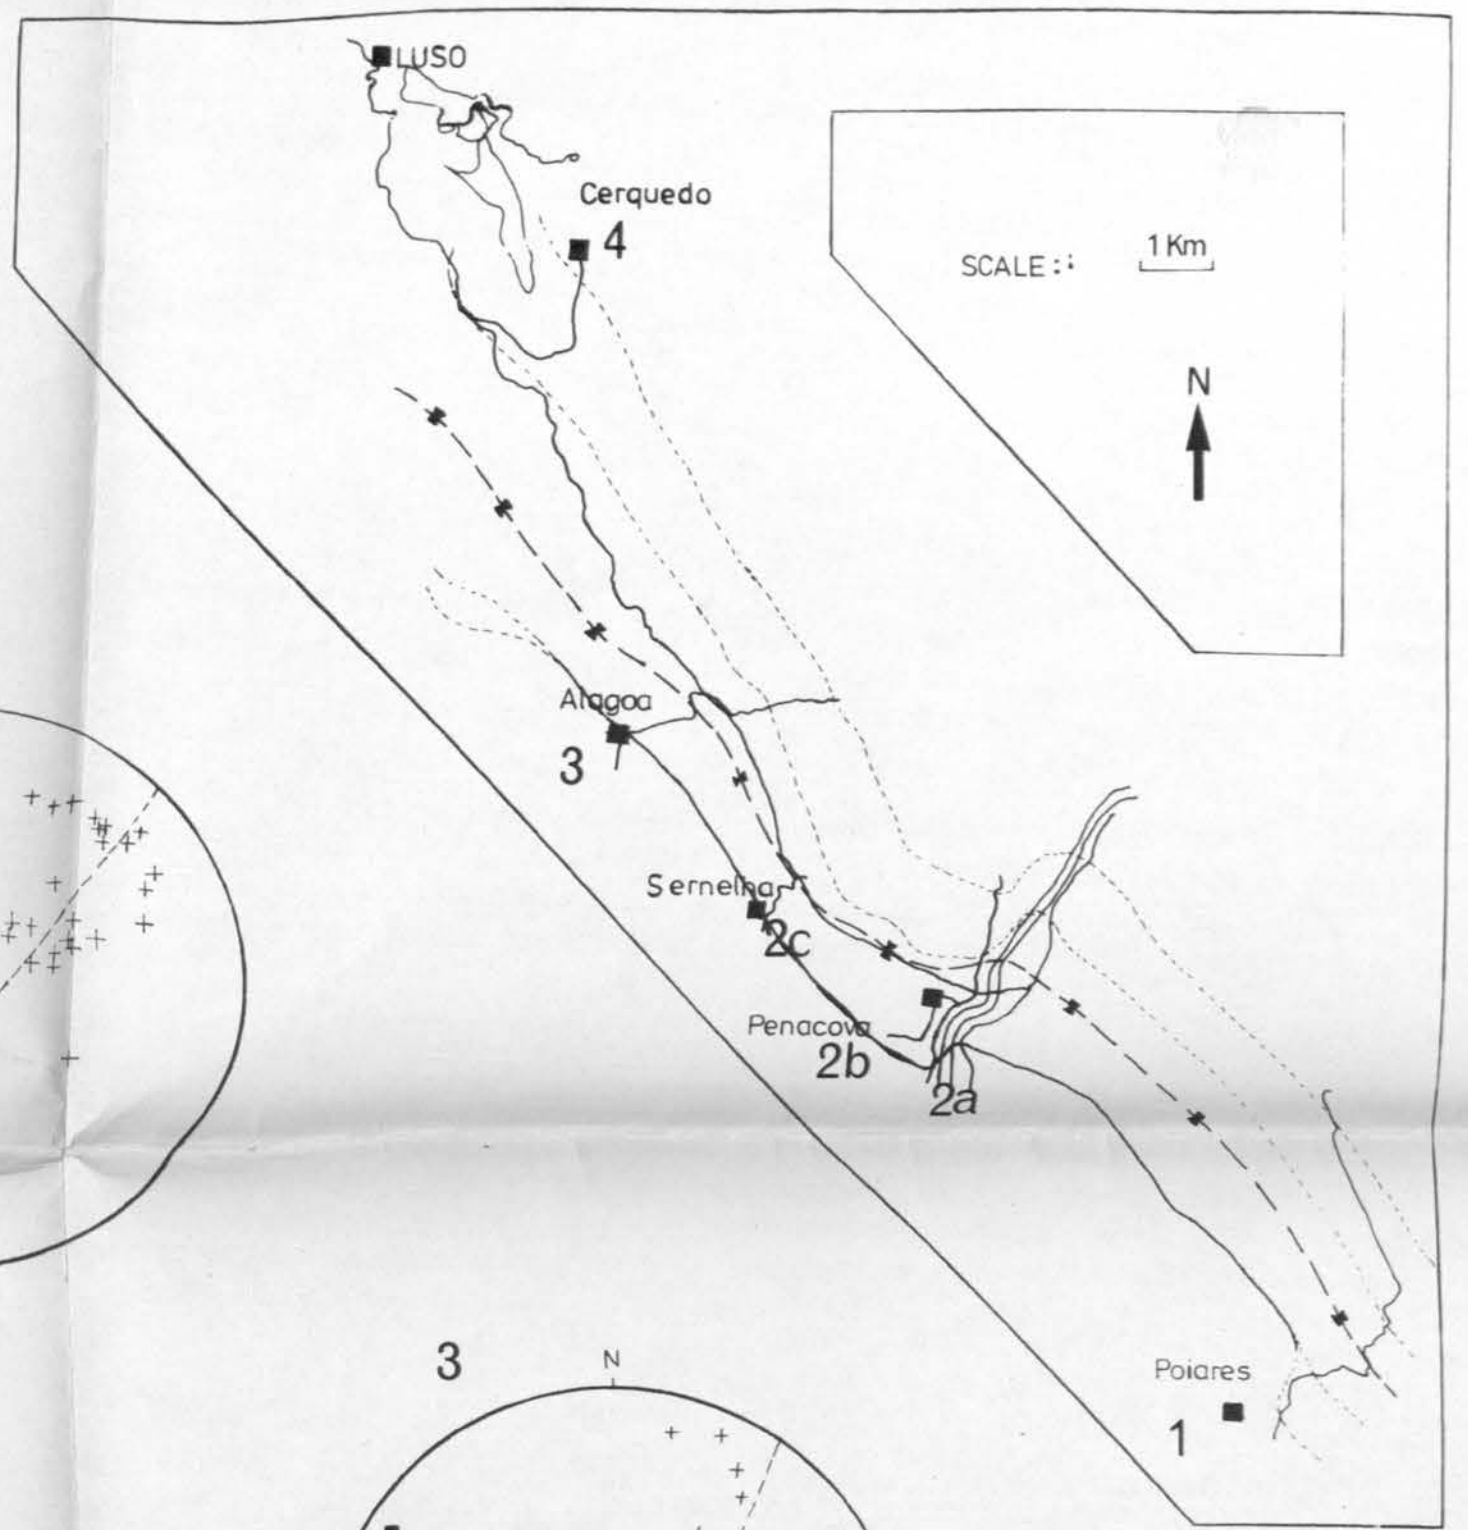 LUSO
Cerquedo
4
SCALE:
1 Km
N
Alagoa
3
Sernelha
2c
Penacova
2b
2a
3
N
Poiares
1